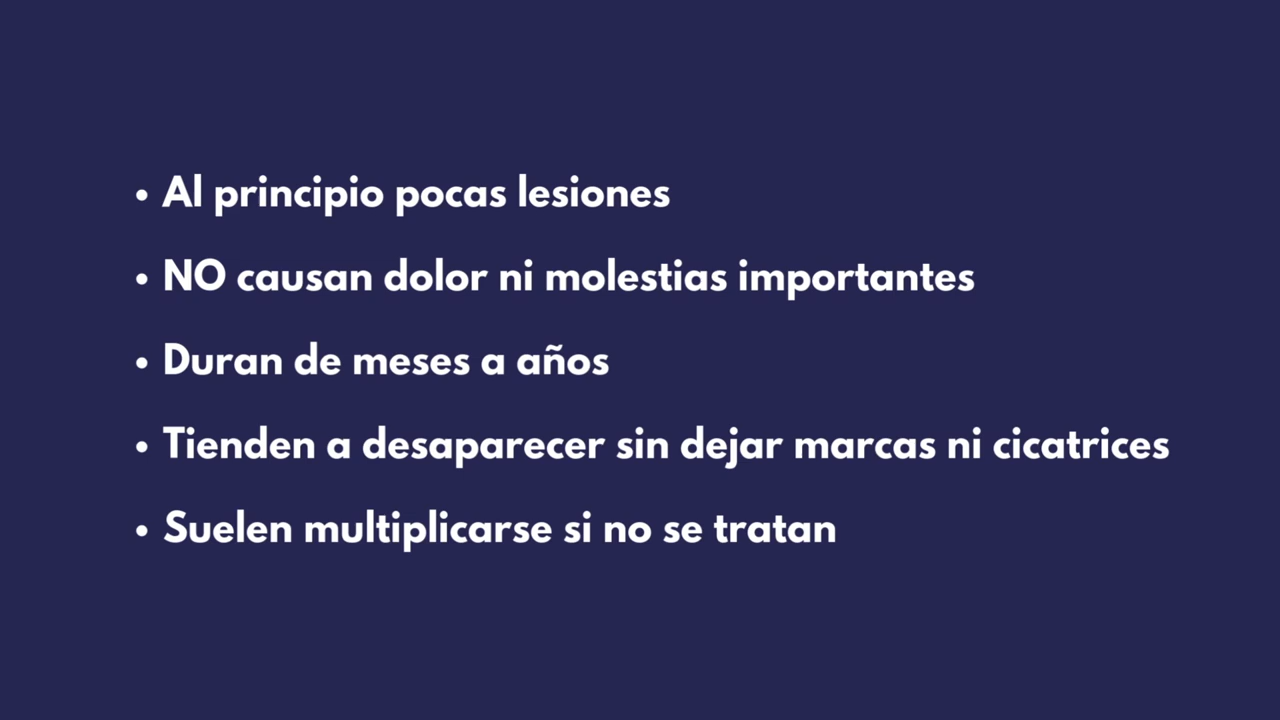 • Al principio pocas lesiones
• NO causan dolor ni molestias importantes
• Duran de meses a años
• Tienden a desaparecer sin dejar marcas ni cicatrices
• Suelen multiplicarse si no se tratan